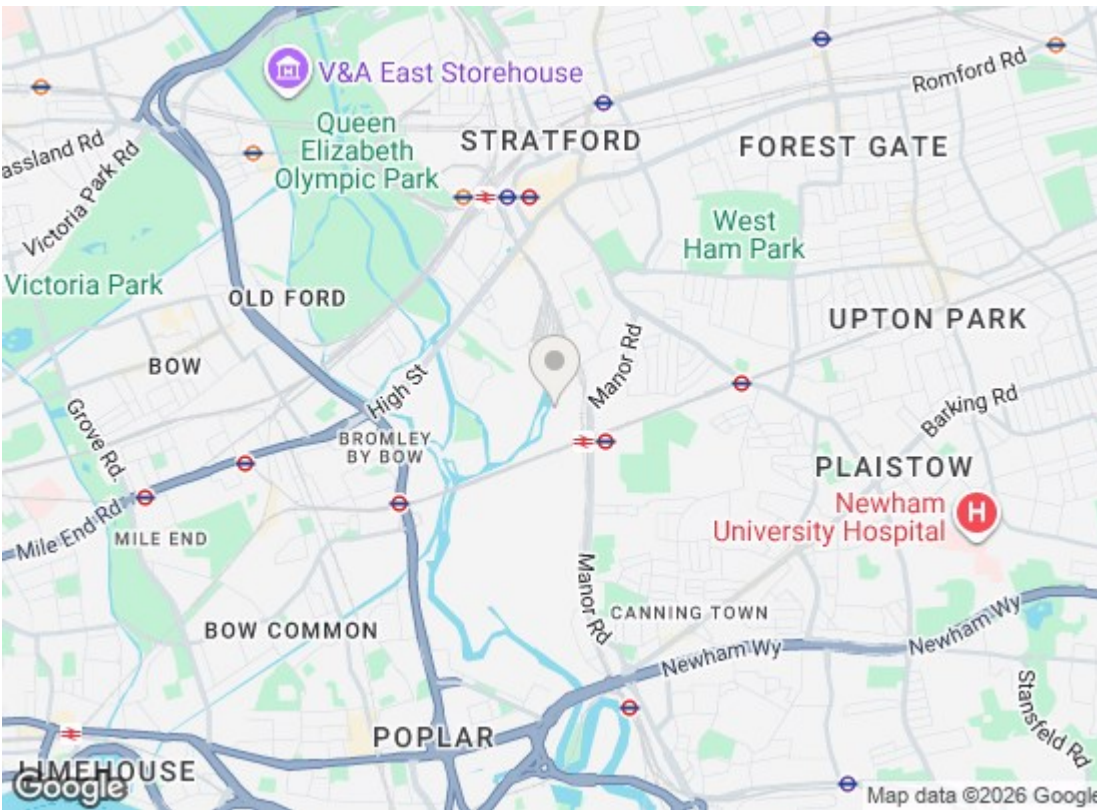 V&A East Storehouse
Romford Rd
Queen
Elizabeth
Olympic Park
STRATFORD
FOREST GATE
assland Rd
Victoria Park Rd
West
Ham Park
Victoria Park
OLD FORD
UPTON PARK
BOW
High St
Manor Rd
Barking Rd
Grove Rd.
BROMLEY
BY BOW
PLAISTOW
Newham
University Hospital
H
Mile End Rd
MILE END
Manor Rd
CANNING TOWN
Newham Wy
BOW COMMON
Newham Wy
Stansfeld Rd
POPLAR
LIMEHOUSE
Google
Map data ©2026 Google